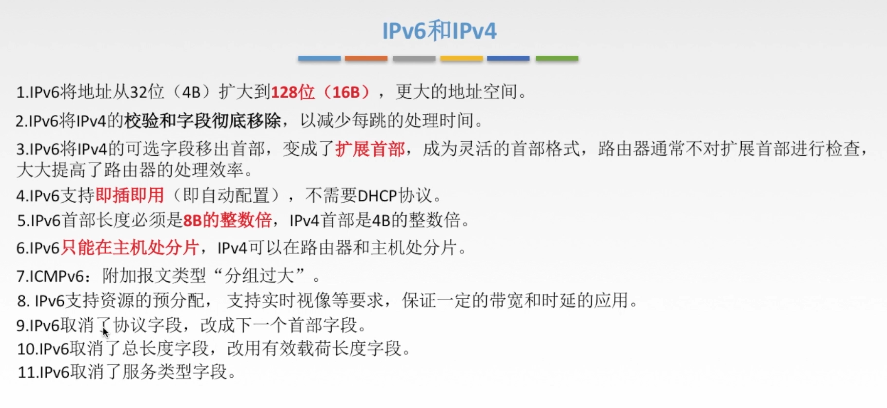 IPv6和IPv4
1.IPv6将地址从32位（4B）扩大到128位（16B），更大的地址空间。
2.IPv6将IPv4的校验和字段彻底移除，以减少每跳的处理时间。
3.IPv6将IPv4的可选字段移出首部，变成了扩展首部，成为灵活的首部格式，路由器通常不对扩展首部进行检查，
大大提高了路由器的处理效率。
4.IPv6支持即插即用（即自动配置），不需要DHCP协议。
5.IPv6首部长度必须是8B的整数倍，IPv4首部是4B的整数倍。
6.IPv6只能在主机处分片，IPv4可以在路由器和主机处分片。
7.ICMPv6：附加报文类型“分组过大”。
8. IPv6支持资源的预分配， 支持实时视像等要求，保证一定的带宽和时延的应用。
9.IPv6取消了协议字段，改成下一个首部字段。
10.IPv6取消了总长度字段，改用有效载荷长度字段。
11.IPv6取消了服务类型字段。